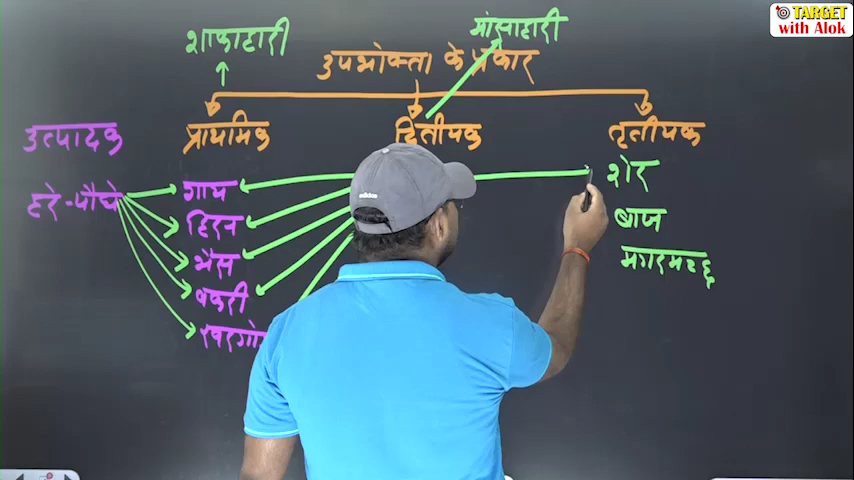 TARGET
with Alok
शाकाहारी
मांसाहारी
उपभोक्ता के प्रकार
उत्पादक
प्राथमिक
द्वितीयक
तृतीयक
हरे-पौधे
गाय
हिरन
भैंस
बकरी
शेर
बाज
मगरमच्छ